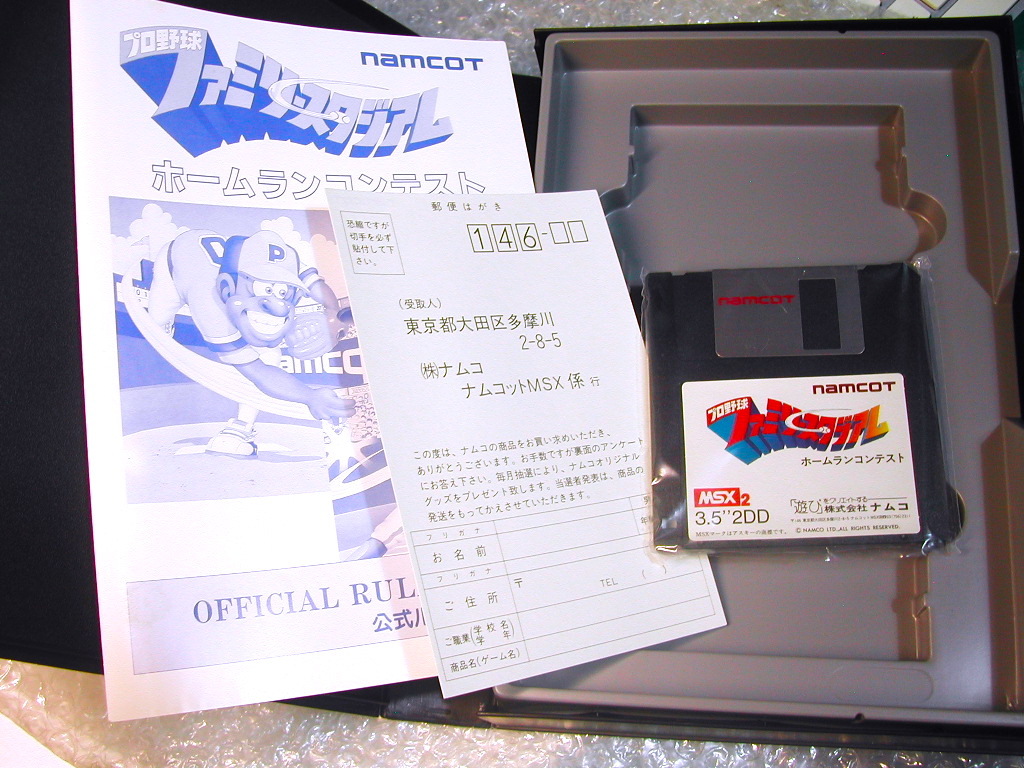 プロ野球
namcot
ファミリースタジアム
ホームランコンテスト
P
namco
OFFICIAL RUL
公式ル
郵便はがき
恐縮ですが
切手を必ず
貼付して下
さい。
146-□□
(受取人)
東京都大田区多摩川
2-8-5
㈱ナムコ
ナムコットMSX係 行
この度は、ナムコの商品をお買い求めいただき、
ありがとうございます。お手数ですが裏面のアンケート
にお答え下さい。毎月抽選により、ナムコオリジナル
グッズをプレゼント致します。当選者発表は、商品の
発送をもってかえさせていただきます。
フリガナ
お名前
フリガナ
ご住所
〒
TEL ( )
ご職業(学校名 学年)
商品名(ゲーム名)
namcot
namcot
プロ野球
ファミリースタジアム
ホームランコンテスト
MSX2
3.5"2DD
「遊び」をクリエイトする
株式会社ナムコ
MSXマークはアスキーの商標です。
© NAMCO LTD., ALL RIGHTS RESERVED.